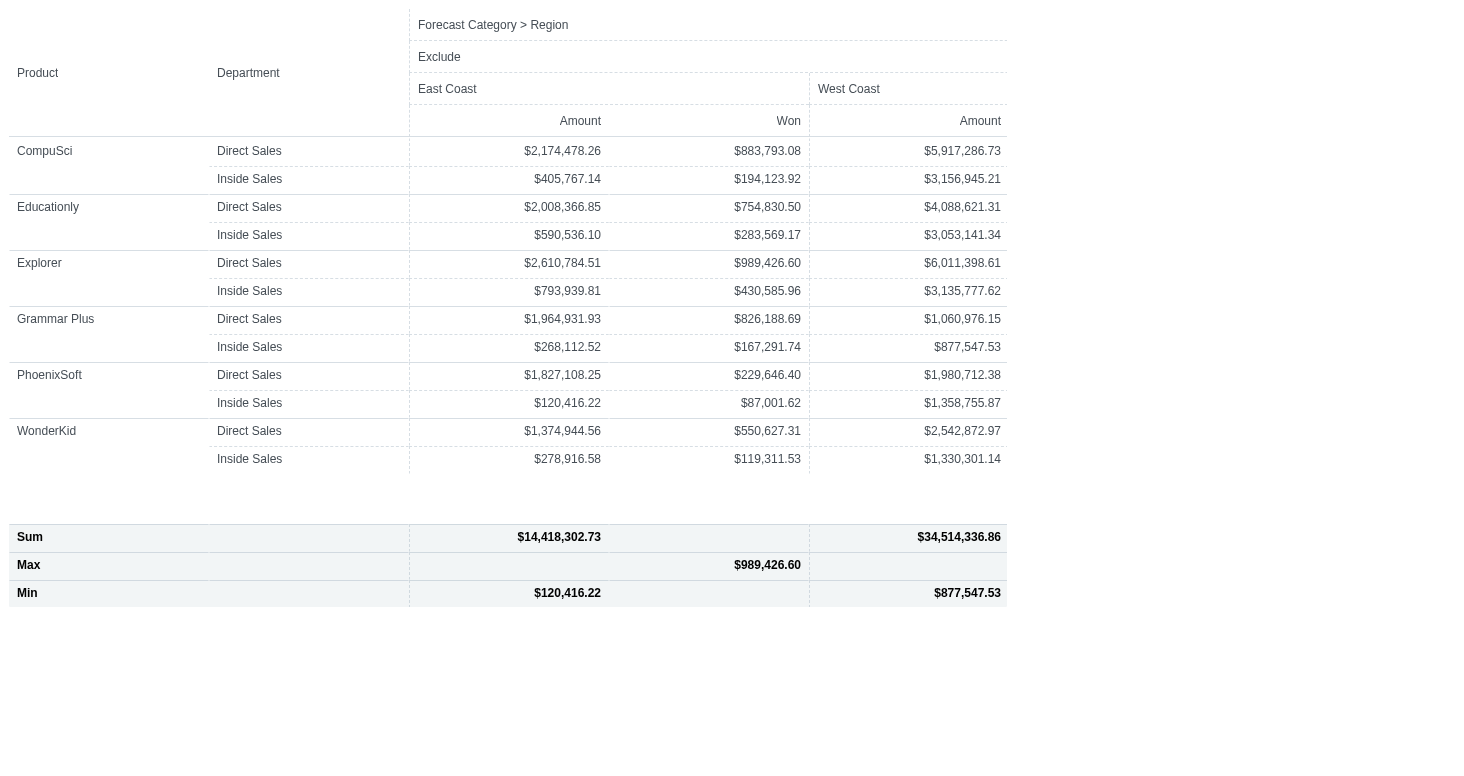 Forecast Category > Region
Exclude
Product Department
East Coast West Coast
Amount Won Amount
CompuSci Direct Sales $2,174,478.26 $883,793.08 $5,917,286.73
Inside Sales $405,767.14 $194,123.92 $3,156,945.21
Educationly Direct Sales $2,008,366.85 $754,830.50 $4,088,621.31
Inside Sales $590,536.10 $283,569.17 $3,053,141.34
Explorer Direct Sales $2,610,784.51 $989,426.60 $6,011,398.61
Inside Sales $793,939.81 $430,585.96 $3,135,777.62
Grammar Plus Direct Sales $1,964,931.93 $826,188.69 $1,060,976.15
Inside Sales $268,112.52 $167,291.74 $877,547.53
PhoenixSoft Direct Sales $1,827,108.25 $229,646.40 $1,980,712.38
Inside Sales $120,416.22 $87,001.62 $1,358,755.87
WonderKid Direct Sales $1,374,944.56 $550,627.31 $2,542,872.97
Inside Sales $278,916.58 $119,311.53 $1,330,301.14
Sum $14,418,302.73 $34,514,336.86
Max $989,426.60
Min $120,416.22 $877,547.53